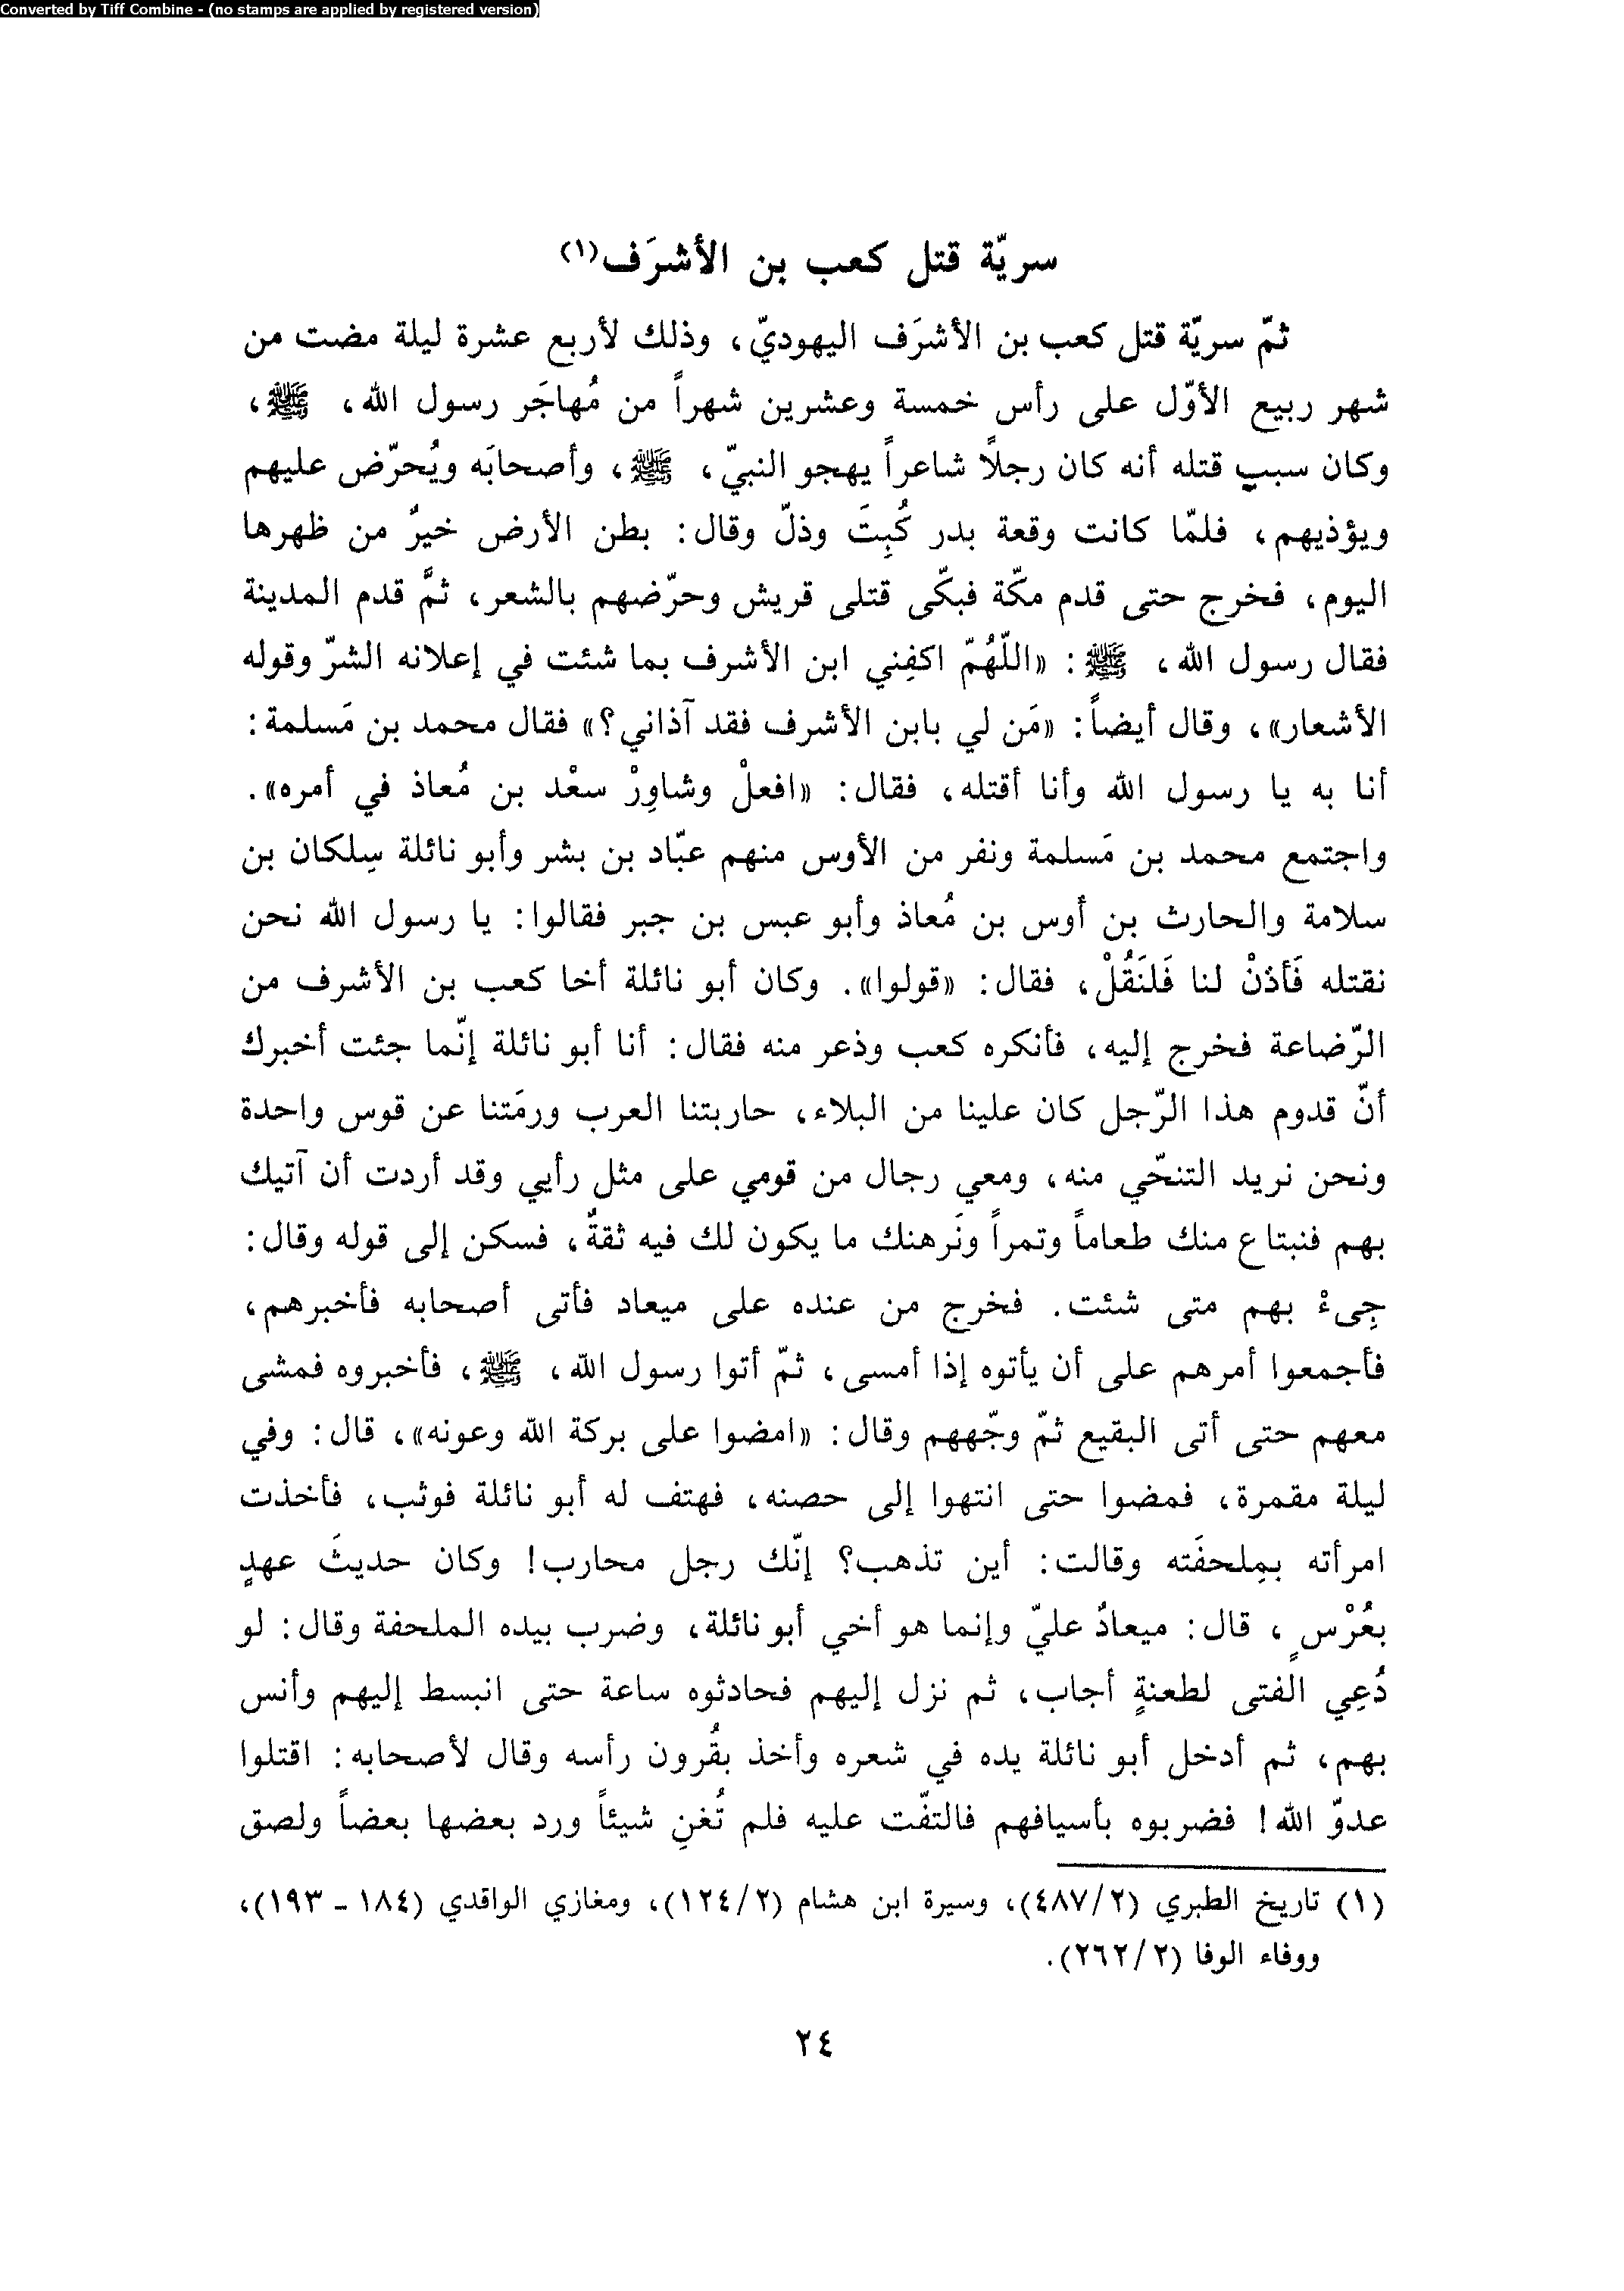 Converted by Tiff Combine - (no stamps are applied by registered version)
سريّة قتل كعب بن الأشرَف(١)
ثمّ سريّة قتل كعب بن الأشرَف اليهوديّ، وذلك لأربع عشرة ليلة مضت من
شهر ربيع الأوّل على رأس خمسة وعشرين شهراً من مُهاجَر رسول الله، ﷺ،
وكان سبب قتله أنه كان رجلاً شاعراً يهجو النبيّ، ﷺ، وأصحابَه ويُحرّض عليهم
ويؤذيهم، فلمّا كانت وقعة بدر كُبِتَ وذلّ وقال: بطن الأرض خيرٌ من ظهرها
اليوم، فخرج حتى قدم مكّة فبكّى قتلى قريش وحرّضهم بالشعر، ثمَّ قدم المدينة
فقال رسول الله، ﷺ: «اللّهُمّ اكفِني ابن الأشرف بما شئت في إعلانه الشرّ وقوله
الأشعار»، وقال أيضاً: «مَن لي بابن الأشرف فقد آذاني؟» فقال محمد بن مَسلمة:
أنا به يا رسول الله وأنا أقتله، فقال: «افعلْ وشاوِرْ سعْد بن مُعاذ في أمره».
واجتمع محمد بن مَسلمة ونفر من الأوس منهم عبّاد بن بشر وأبو نائلة سِلكان بن
سلامة والحارث بن أوس بن مُعاذ وأبو عبس بن جبر فقالوا: يا رسول الله نحن
نقتله فَأذنْ لنا فَلنَقُلْ، فقال: «قولوا». وكان أبو نائلة أخا كعب بن الأشرف من
الرّضاعة فخرج إليه، فأنكره كعب وذعر منه فقال: أنا أبو نائلة إنّما جئت أخبرك
أنّ قدوم هذا الرّجل كان علينا من البلاء، حاربتنا العرب ورمَتنا عن قوس واحدة
ونحن نريد التنحّي منه، ومعي رجال من قومي على مثل رأيي وقد أردت أن آتيك
بهم فنبتاع منك طعاماً وتمراً ونَرهنك ما يكون لك فيه ثقةٌ، فسكن إلى قوله وقال:
جِىءْ بهم متى شئت. فخرج من عنده على ميعاد فأتى أصحابه فأخبرهم،
فأجمعوا أمرهم على أن يأتوه إذا أمسى، ثمّ أتوا رسول الله، ﷺ، فأخبروه فمشى
معهم حتى أتى البقيع ثمّ وجّههم وقال: «امضوا على بركة الله وعونه»، قال: وفي
ليلة مقمرة، فمضوا حتى انتهوا إلى حصنه، فهتف له أبو نائلة فوثب، فأخذت
امرأته بمِلحفَته وقالت: أين تذهب؟ إنّك رجل محارب! وكان حديثَ عهدٍ
بعُرْسٍ، قال: ميعادٌ عليّ وإنما هو أخي أبو نائلة، وضرب بيده الملحفة وقال: لو
دُعِي الفتى لطعنةٍ أجاب، ثم نزل إليهم فحادثوه ساعة حتى انبسط إليهم وأنس
بهم، ثم أدخل أبو نائلة يده في شعره وأخذ بقُرون رأسه وقال لأصحابه: اقتلوا
عدوّ الله! فضربوه بأسيافهم فالتفّت عليه فلم تُغنِ شيئاً ورد بعضها بعضاً ولصق
(١) تاريخ الطبري (٤٨٧/٢)، وسيرة ابن هشام (١٢٤/٢)، ومغازي الواقدي (١٨٤ - ١٩٣)،
ووفاء الوفا (٢٦٢/٢).
٢٤